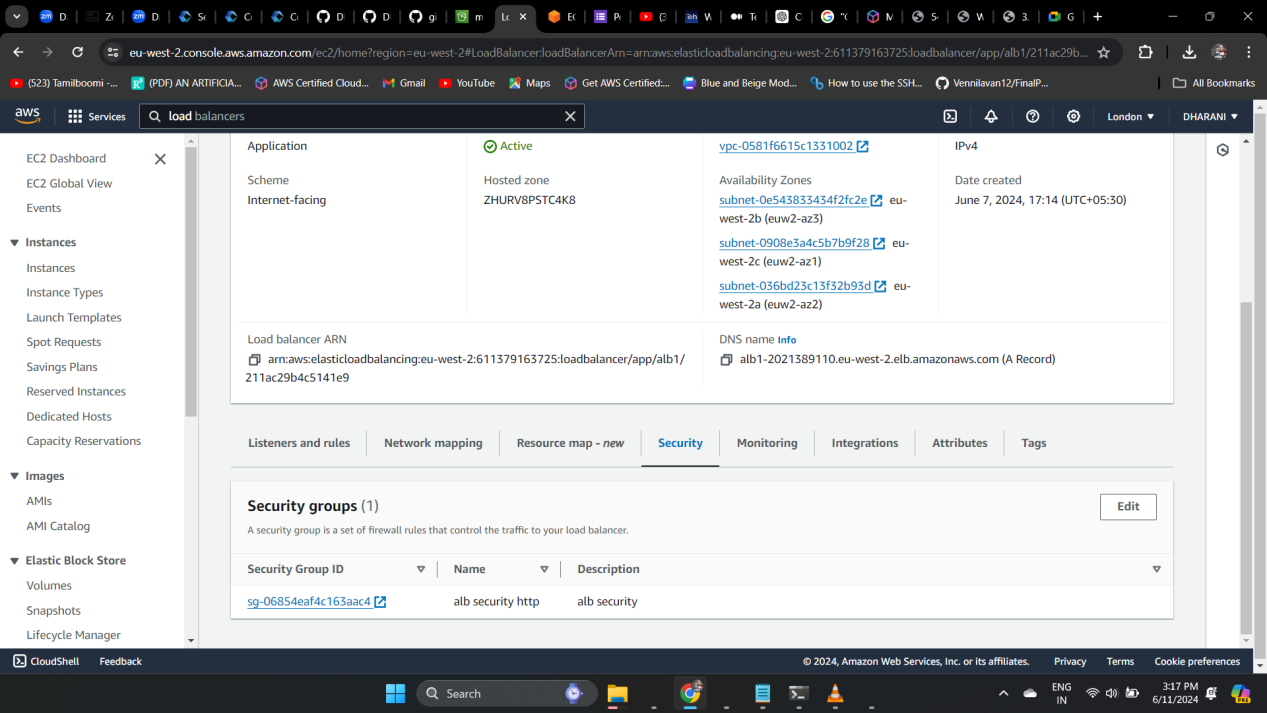 D
Ze
D
Se
Co
Co
D
D
gi
m
Lo
EC
Pe
(3
W
Te
C
"C
M
S
W
3.
G
eu-west-2.console.aws.amazon.com/ec2/home?region=eu-west-2#LoadBalancer:loadBalancerArn=arn:aws:elasticloadbalancing:eu-west-2:611379163725:loadbalancer/app/alb1/211ac29b...
(523) Tamilboomi -...
(PDF) AN ARTIFICIA...
AWS Certified Cloud...
Gmail
YouTube
Maps
Get AWS Certified:...
Blue and Beige Mod...
How to use the SSH...
Vennilavan12/FinalP...
All Bookmarks
aws
Services
load balancers
London
DHARANI
EC2 Dashboard
EC2 Global View
Events
Instances
Instances
Instance Types
Launch Templates
Spot Requests
Savings Plans
Reserved Instances
Dedicated Hosts
Capacity Reservations
Images
AMIs
AMI Catalog
Elastic Block Store
Volumes
Snapshots
Lifecycle Manager
Application
Active
vpc-0581f6615c1331002
IPv4
Scheme
Internet-facing
Hosted zone
ZHURV8PSTC4K8
Availability Zones
subnet-0e543833434f2fc2e eu-
west-2b (euw2-az3)
subnet-0908e3a4c5b7b9f28 eu-
west-2c (euw2-az1)
subnet-036bd23c13f32b93d eu-
west-2a (euw2-az2)
Date created
June 7, 2024, 17:14 (UTC+05:30)
Load balancer ARN
arn:aws:elasticloadbalancing:eu-west-2:611379163725:loadbalancer/app/alb1/
211ac29b4c5141e9
DNS name Info
alb1-2021389110.eu-west-2.elb.amazonaws.com (A Record)
Listeners and rules
Network mapping
Resource map - new
Security
Monitoring
Integrations
Attributes
Tags
Security groups (1)
Edit
A security group is a set of firewall rules that control the traffic to your load balancer.
Security Group ID
Name
Description
sg-06854eaf4c163aac4
alb security http
alb security
CloudShell
Feedback
© 2024, Amazon Web Services, Inc. or its affiliates.
Privacy
Terms
Cookie preferences
Search
ENG
IN
3:17 PM
6/11/2024
PRE